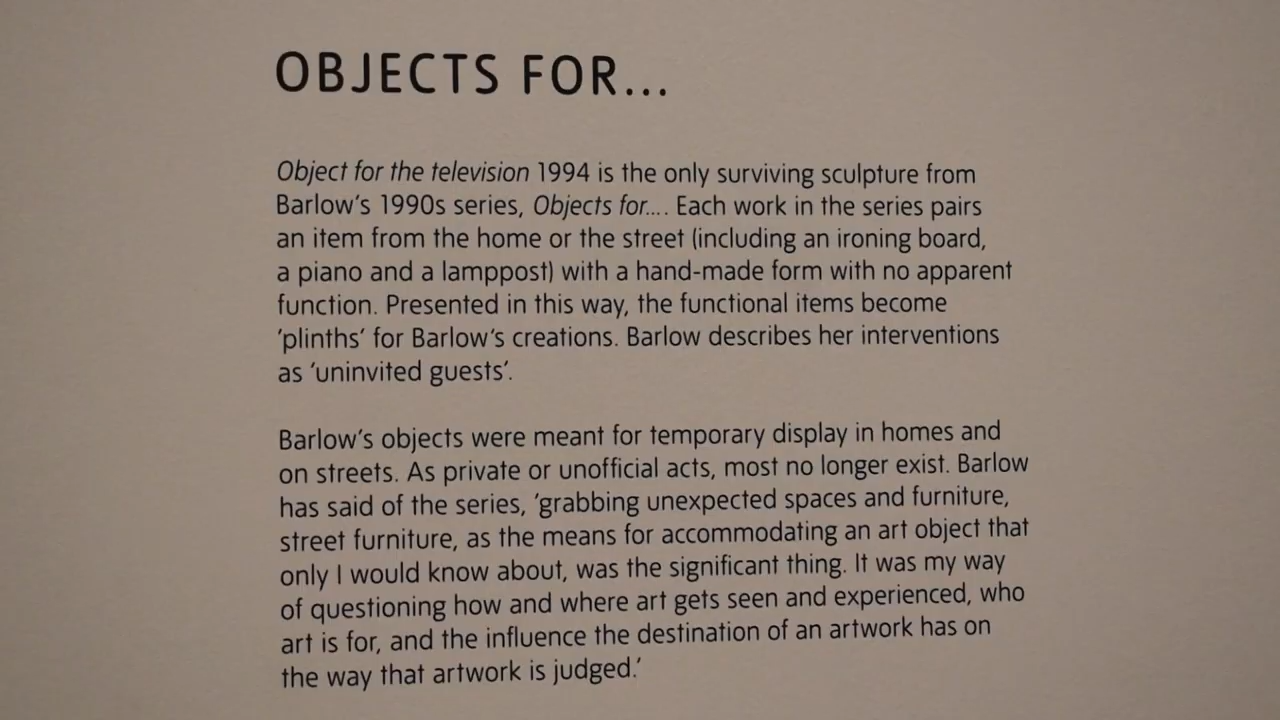 OBJECTS FOR...
Object for the television 1994 is the only surviving sculpture from
Barlow's 1990s series, Objects for.... Each work in the series pairs
an item from the home or the street (including an ironing board,
a piano and a lamppost) with a hand-made form with no apparent
function. Presented in this way, the functional items become
'plinths' for Barlow's creations. Barlow describes her interventions
as 'uninvited guests'.
Barlow's objects were meant for temporary display in homes and
on streets. As private or unofficial acts, most no longer exist. Barlow
has said of the series, 'grabbing unexpected spaces and furniture,
street furniture, as the means for accommodating an art object that
only I would know about, was the significant thing. It was my way
of questioning how and where art gets seen and experienced, who
art is for, and the influence the destination of an artwork has on
the way that artwork is judged.'